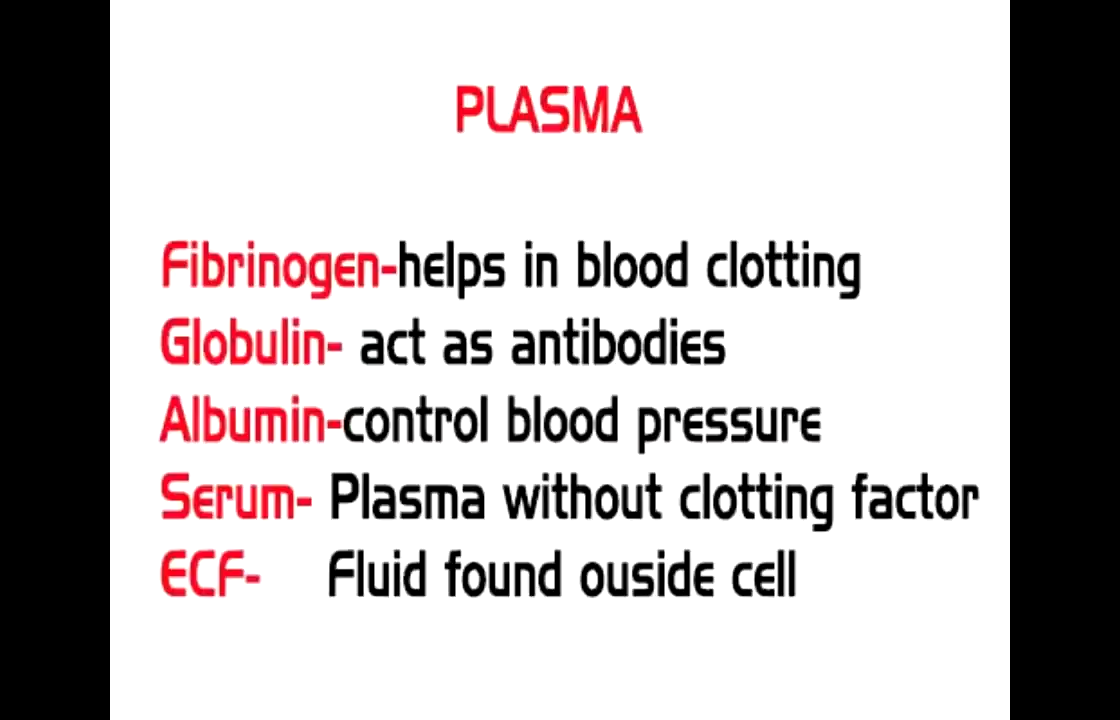 PLASMA
Fibrinogen-helps in blood clotting
Globulin- act as antibodies
Albumin-control blood pressure
Serum- Plasma without clotting factor
ECF- Fluid found ouside cell